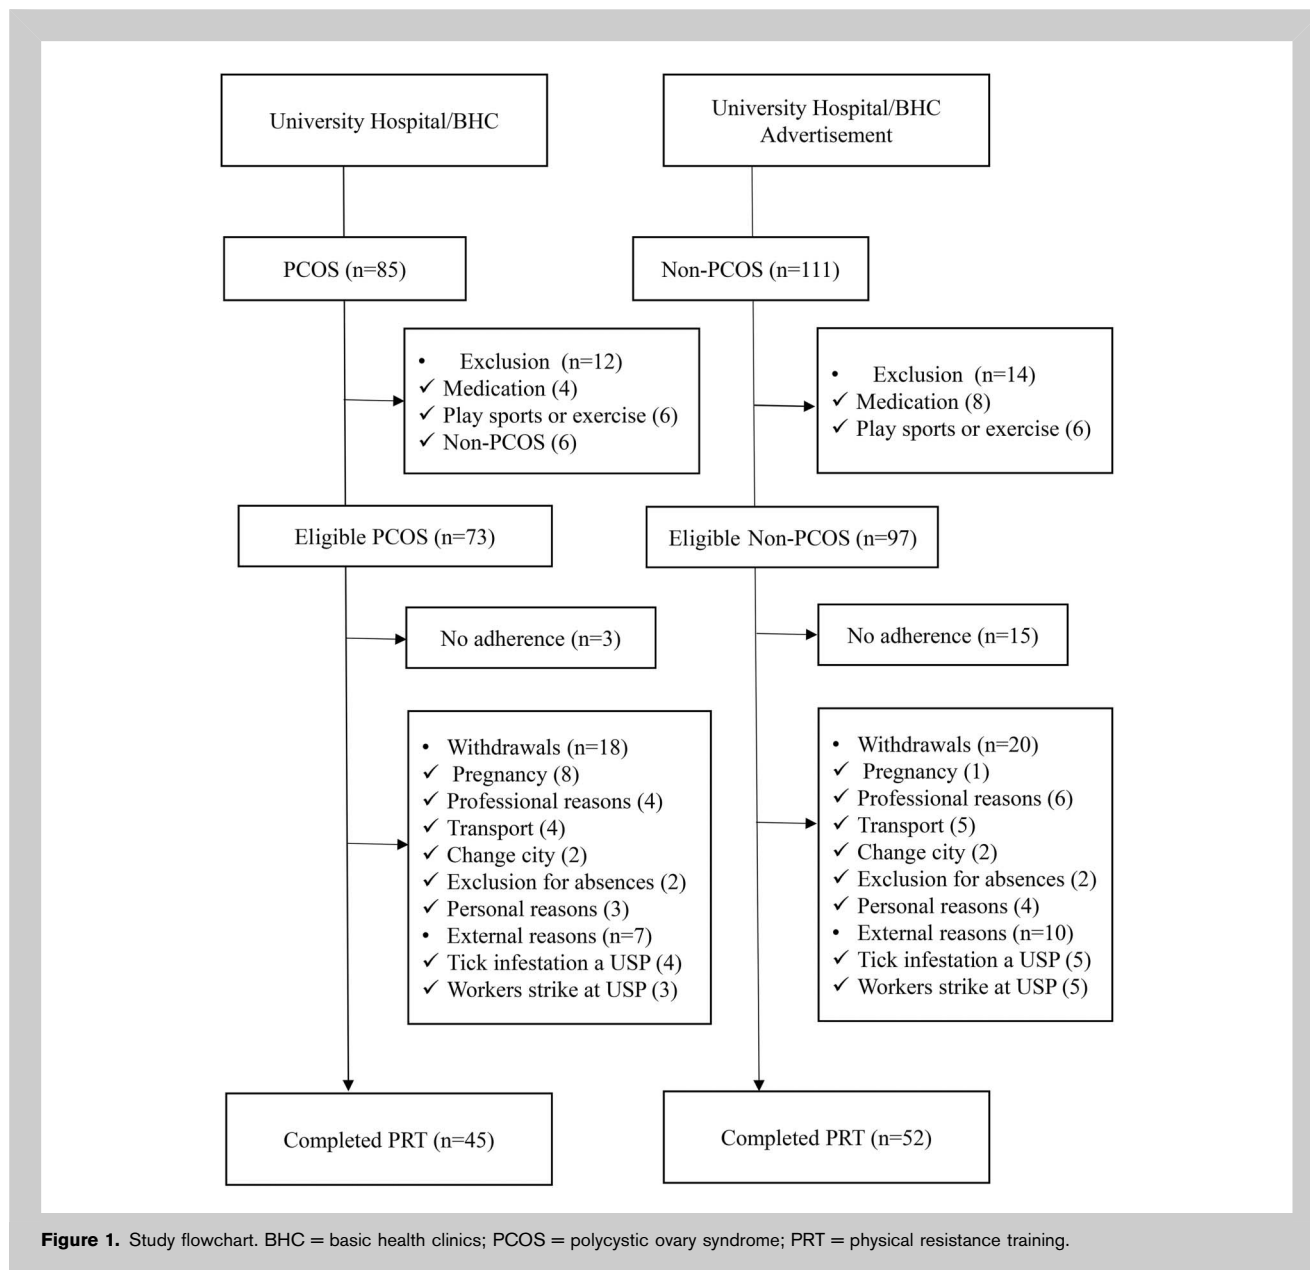 University Hospital/BHC
University Hospital/BHC
Advertisement
PCOS (n=85)
Non-PCOS (n=111)
• Exclusion (n=12)
✓ Medication (4)
✓ Play sports or exercise (6)
✓ Non-PCOS (6)
• Exclusion (n=14)
✓ Medication (8)
✓ Play sports or exercise (6)
Eligible PCOS (n=73)
Eligible Non-PCOS (n=97)
No adherence (n=3)
No adherence (n=15)
• Withdrawals (n=18)
✓ Pregnancy (8)
✓ Professional reasons (4)
✓ Transport (4)
✓ Change city (2)
✓ Exclusion for absences (2)
✓ Personal reasons (3)
• External reasons (n=7)
✓ Tick infestation a USP (4)
✓ Workers strike at USP (3)
• Withdrawals (n=20)
✓ Pregnancy (1)
✓ Professional reasons (6)
✓ Transport (5)
✓ Change city (2)
✓ Exclusion for absences (2)
✓ Personal reasons (4)
• External reasons (n=10)
✓ Tick infestation a USP (5)
✓ Workers strike at USP (5)
Completed PRT (n=45)
Completed PRT (n=52)
Figure 1. Study flowchart. BHC = basic health clinics; PCOS = polycystic ovary syndrome; PRT = physical resistance training.